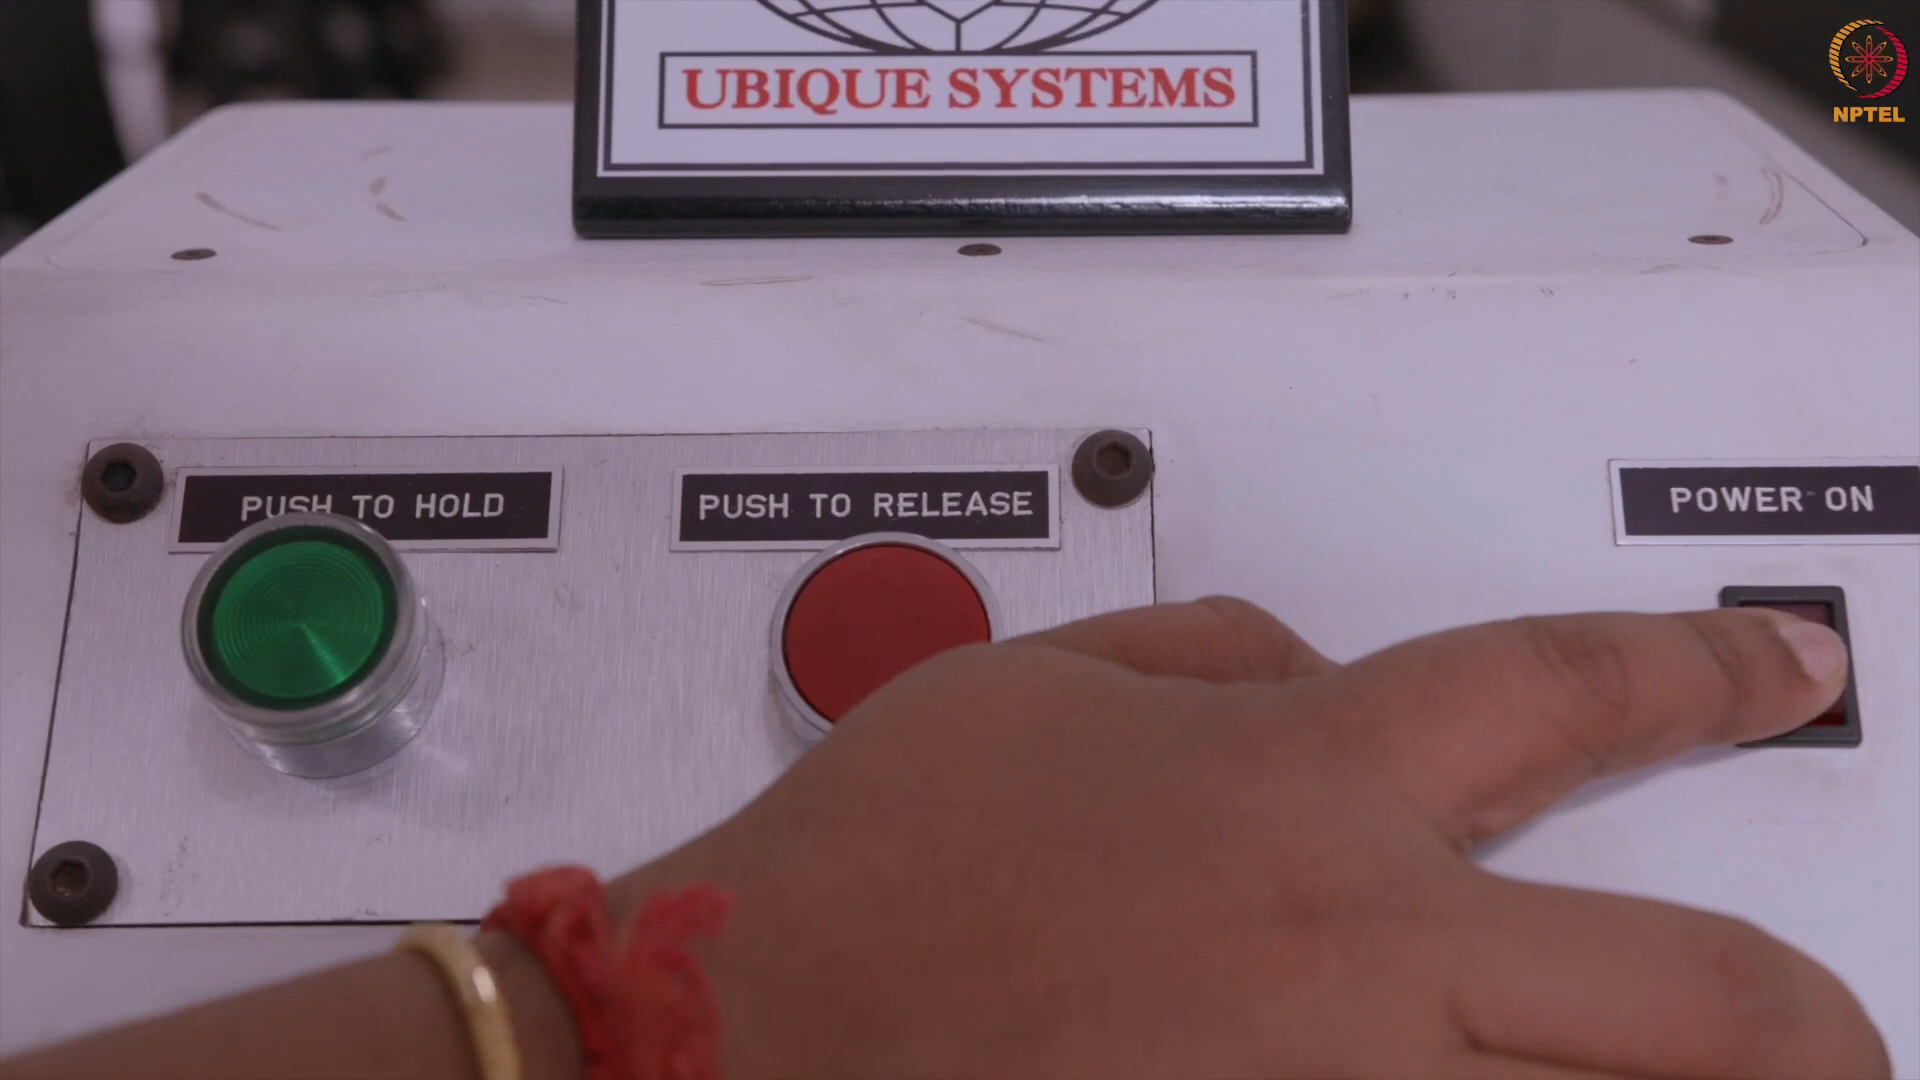 UBIQUE SYSTEMS
NPTEL
PUSH TO HOLD
PUSH TO RELEASE
POWER ON